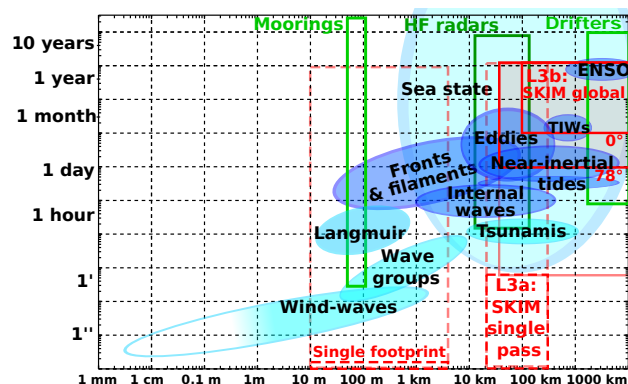 Moorings
HF radars
Drifters
10 years
1 year
1 month
1 day
1 hour
1'
1''
ENSO
L3b:
SKIM global
Sea state
TIWs
0°
Eddies
Fronts
& filaments
Near-inertial
78°
tides
Internal
waves
Langmuir
Tsunamis
Wave
groups
Wind-waves
L3a:
SKIM
single
pass
Single footprint
1 mm
1 cm
0.1 m
1m
10 m
100 m
1 km
10 km
100 km
1000 km